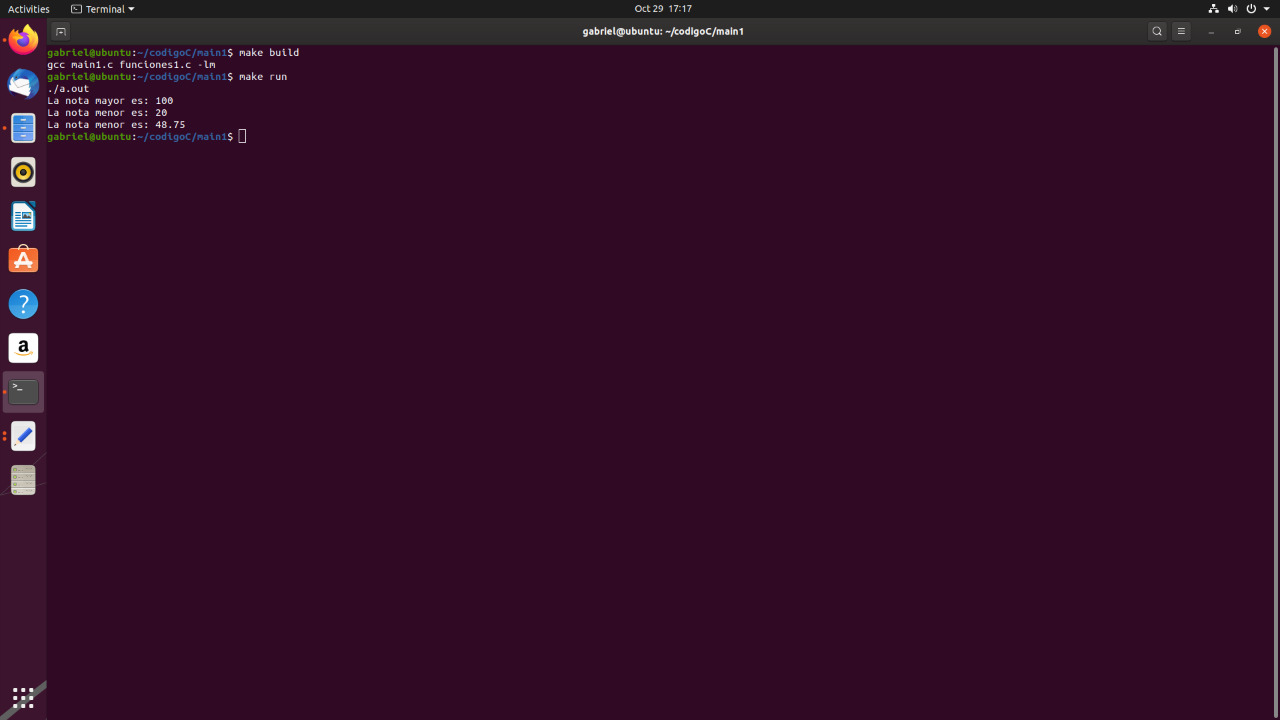 Activities Terminal Oct 29 17:17
gabriel@ubuntu: ~/codigoC/main1
gabriel@ubuntu:~/codigoC/main1$ make build
gcc main1.c funciones1.c -lm
gabriel@ubuntu:~/codigoC/main1$ make run
./a.out
La nota mayor es: 100
La nota menor es: 20
La nota menor es: 48.75
gabriel@ubuntu:~/codigoC/main1$